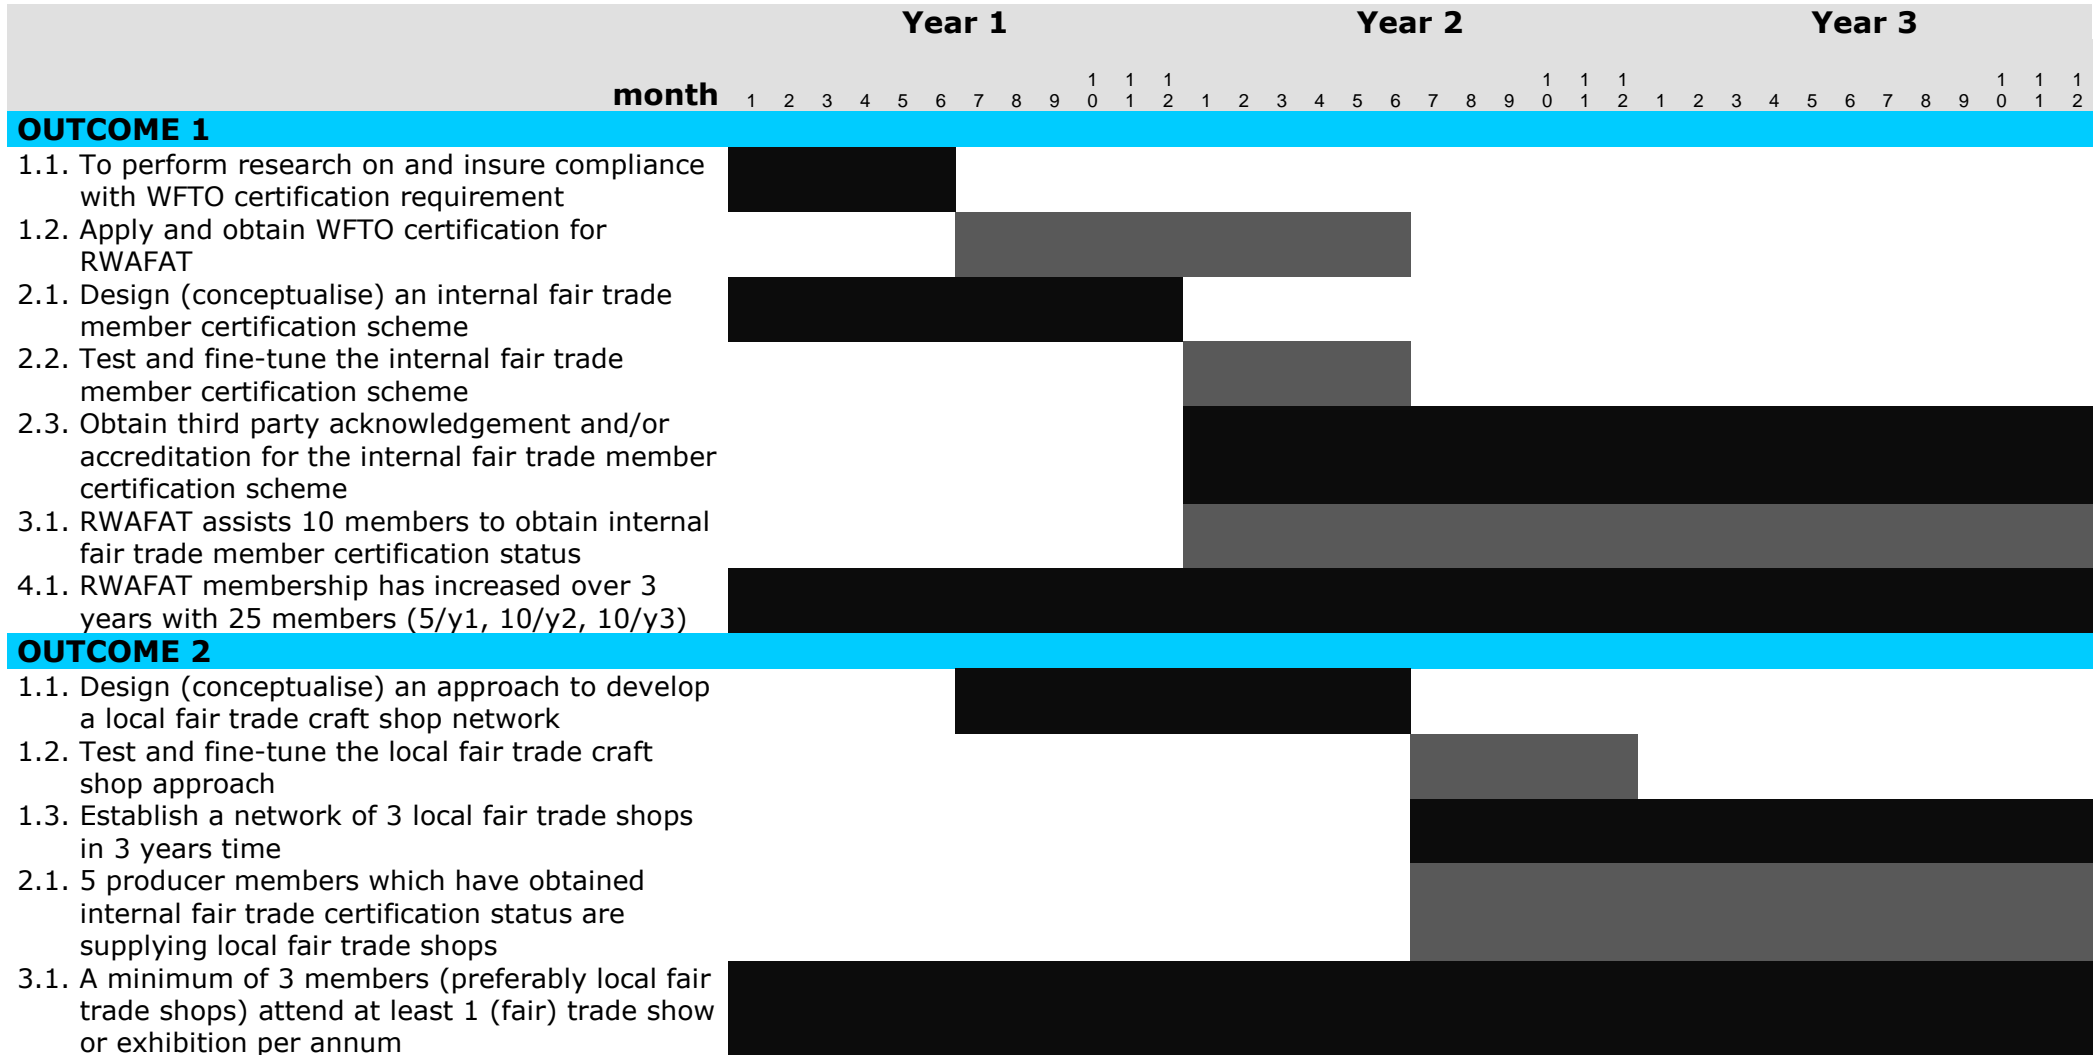 Year 1 Year 2 Year 3
month 1 2 3 4 5 6 7 8 9 10 11 12 1 2 3 4 5 6 7 8 9 10 11 12 1 2 3 4 5 6 7 8 9 10 11 12
OUTCOME 1
1.1. To perform research on and insure compliance
with WFTO certification requirement
1.2. Apply and obtain WFTO certification for
RWAFAT
2.1. Design (conceptualise) an internal fair trade
member certification scheme
2.2. Test and fine-tune the internal fair trade
member certification scheme
2.3. Obtain third party acknowledgement and/or
accreditation for the internal fair trade member
certification scheme
3.1. RWAFAT assists 10 members to obtain internal
fair trade member certification status
4.1. RWAFAT membership has increased over 3
years with 25 members (5/y1, 10/y2, 10/y3)
OUTCOME 2
1.1. Design (conceptualise) an approach to develop
a local fair trade craft shop network
1.2. Test and fine-tune the local fair trade craft
shop approach
1.3. Establish a network of 3 local fair trade shops
in 3 years time
2.1. 5 producer members which have obtained
internal fair trade certification status are
supplying local fair trade shops
3.1. A minimum of 3 members (preferably local fair
trade shops) attend at least 1 (fair) trade show
or exhibition per annum